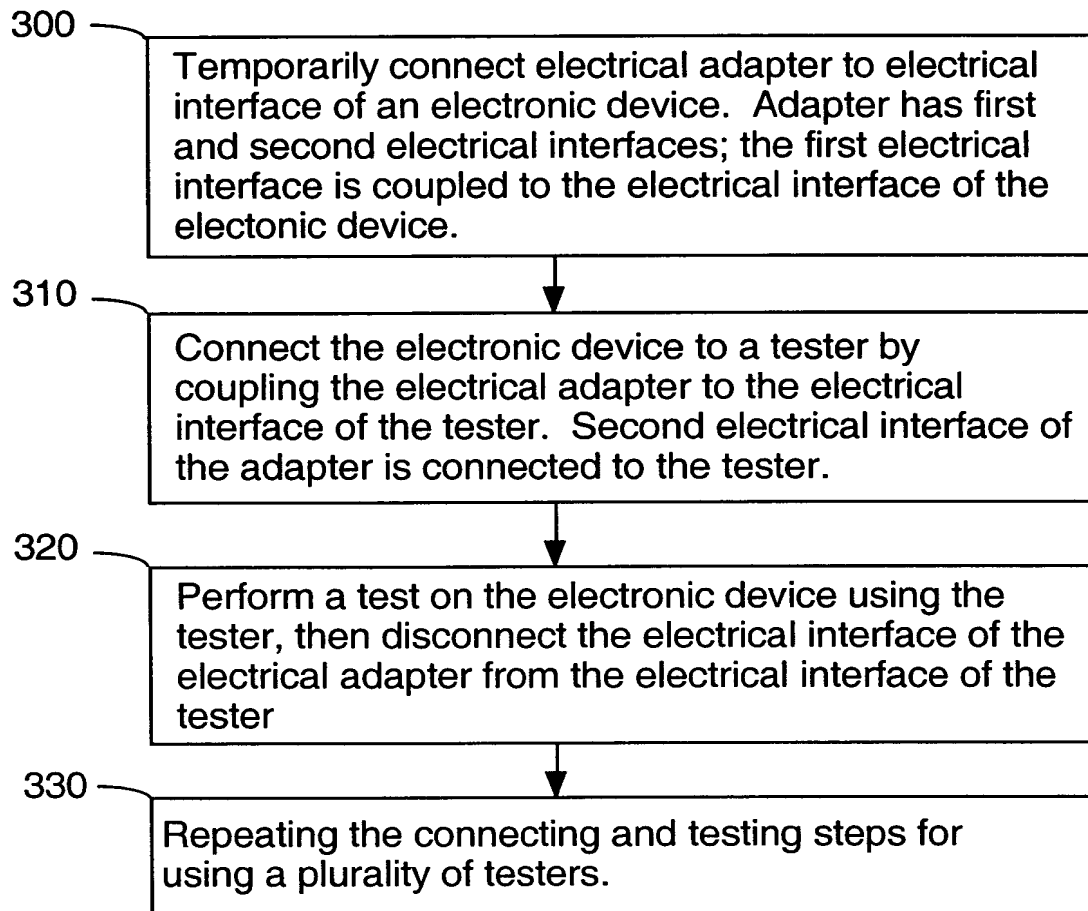 300
Temporarily connect electrical adapter to electrical
interface of an electronic device.  Adapter has first
and second electrical interfaces; the first electrical
interface is coupled to the electrical interface of the
electonic device.
310
Connect the electronic device to a tester by
coupling the electrical adapter to the electrical
interface of the tester.  Second electrical interface of
the adapter is connected to the tester.
320
Perform a test on the electronic device using the
tester, then disconnect the electrical interface of the
electrical adapter from the electrical interface of the
tester
330
Repeating the connecting and testing steps for
using a plurality of testers.